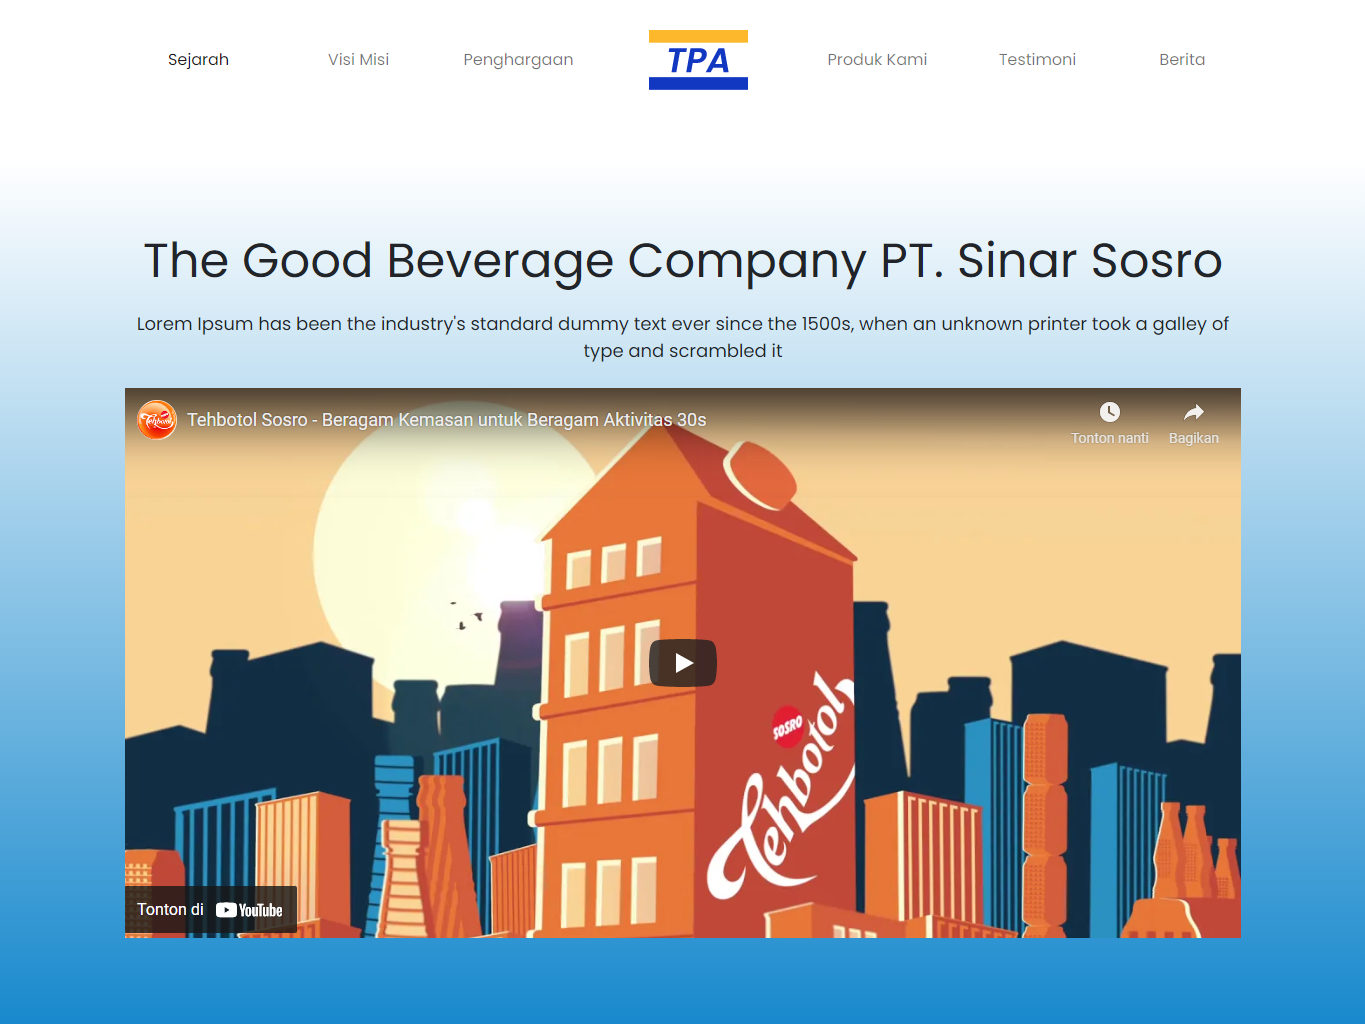 Sejarah
Visi Misi
Penghargaan
TPA
Produk Kami
Testimoni
Berita
The Good Beverage Company PT. Sinar Sosro
Lorem Ipsum has been the industry's standard dummy text ever since the 1500s, when an unknown printer took a galley of
type and scrambled it
Tehbotol
Tehbotol Sosro - Beragam Kemasan untuk Beragam Aktivitas 30s
Tonton nanti
Bagikan
SOSRO
Tehbotol
Tonton di YouTube